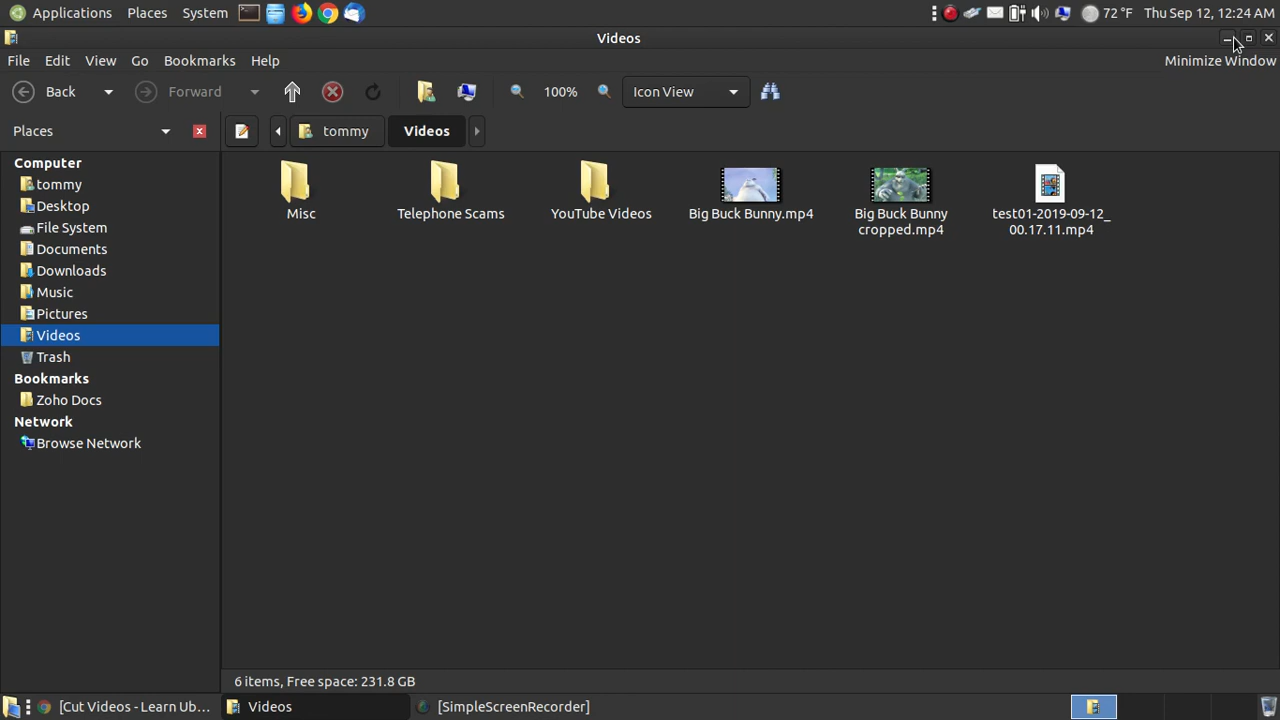 Applications Places System 72 °F Thu Sep 12, 12:24 AM
Videos
File Edit View Go Bookmarks Help Minimize Window
Back Forward 100% Icon View
Places tommy Videos
Computer
tommy
Desktop
File System
Documents
Downloads
Music
Pictures
Videos
Trash
Bookmarks
Zoho Docs
Network
Browse Network
Misc
Telephone Scams
YouTube Videos
Big Buck Bunny.mp4
Big Buck Bunny
cropped.mp4
test01-2019-09-12_
00.17.11.mp4
6 items, Free space: 231.8 GB
[Cut Videos - Learn Ub... Videos [SimpleScreenRecorder]